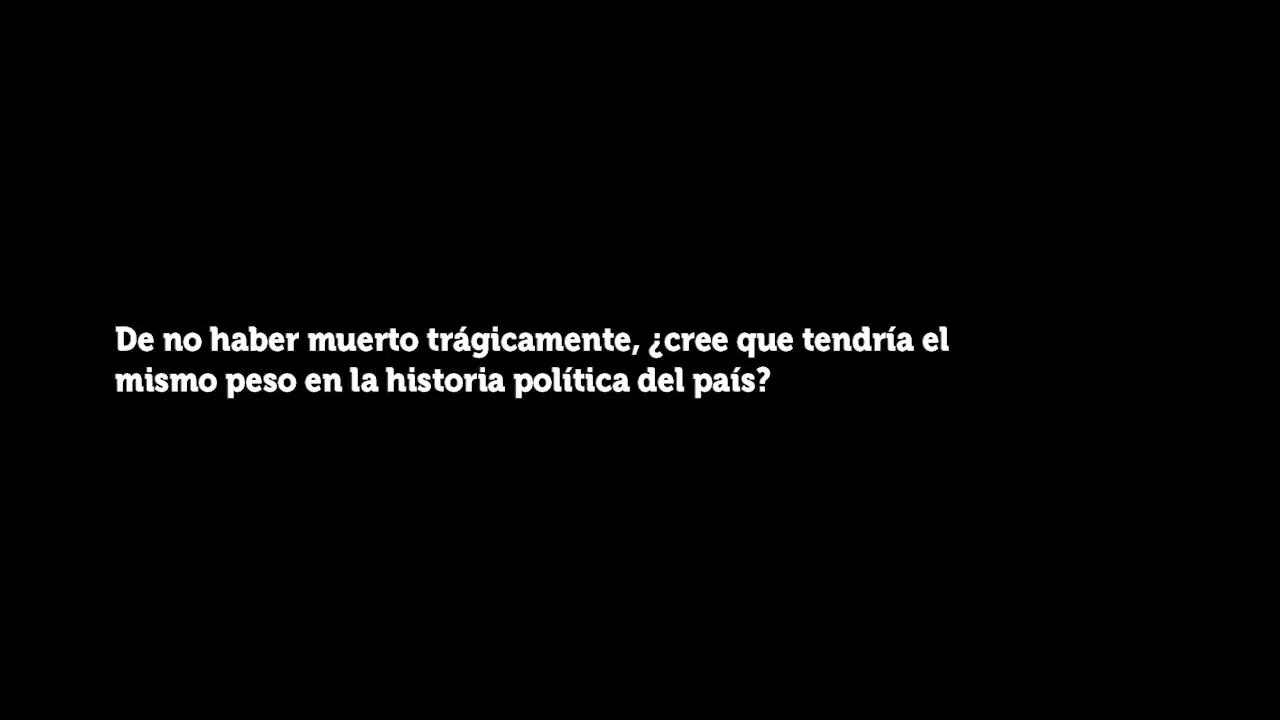 De no haber muerto trágicamente, ¿cree que tendría el
mismo peso en la historia política del país?